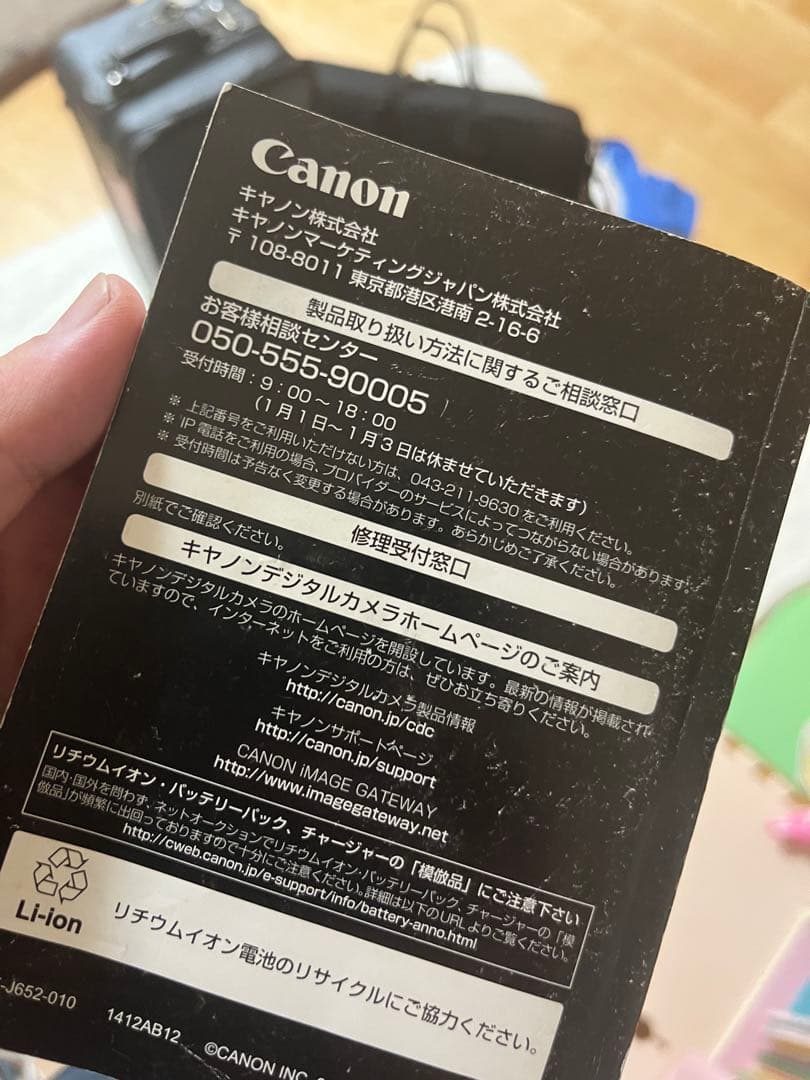 Canon
キヤノン株式会社
キヤノンマーケティングジャパン株式会社
〒108-8011 東京都港区港南 2-16-6
製品取り扱い方法に関するご相談窓口
お客様相談センター
050-555-90005
受付時間：9：00～18：00
(1月1日～1月3日は休ませていただきます)
※ 上記番号をご利用いただけない方は、043-211-9630 をご利用ください。
※ IP 電話をご利用の場合、プロバイダーのサービスによってつながらない場合があります。
※ 受付時間は予告なく変更する場合があります。あらかじめご了承ください。
修理受付窓口
別紙でご確認ください。
キヤノンデジタルカメラホームページのご案内
キヤノンデジタルカメラのホームページを開設しています。最新の情報が掲載され
ていますので、インターネットをご利用の方は、ぜひお立ち寄りください。
キヤノンデジタルカメラ製品情報
http://canon.jp/cdc
キヤノンサポートページ
http://canon.jp/support
CANON iMAGE GATEWAY
http://www.imagegateway.net
リチウムイオン・バッテリーパック、チャージャーの「模倣品」にご注意下さい
国内・国外を問わず、ネットオークションでリチウムイオン・バッテリーパック、チャージャーの「模
倣品」が頻繁に出回っておりますので十分にご注意ください。詳細は以下のURLよりご覧ください。
http://cweb.canon.jp/e-support/info/battery-anno.html
Li-ion
リチウムイオン電池のリサイクルにご協力ください。
-J652-010
1412AB12
©CANON INC.